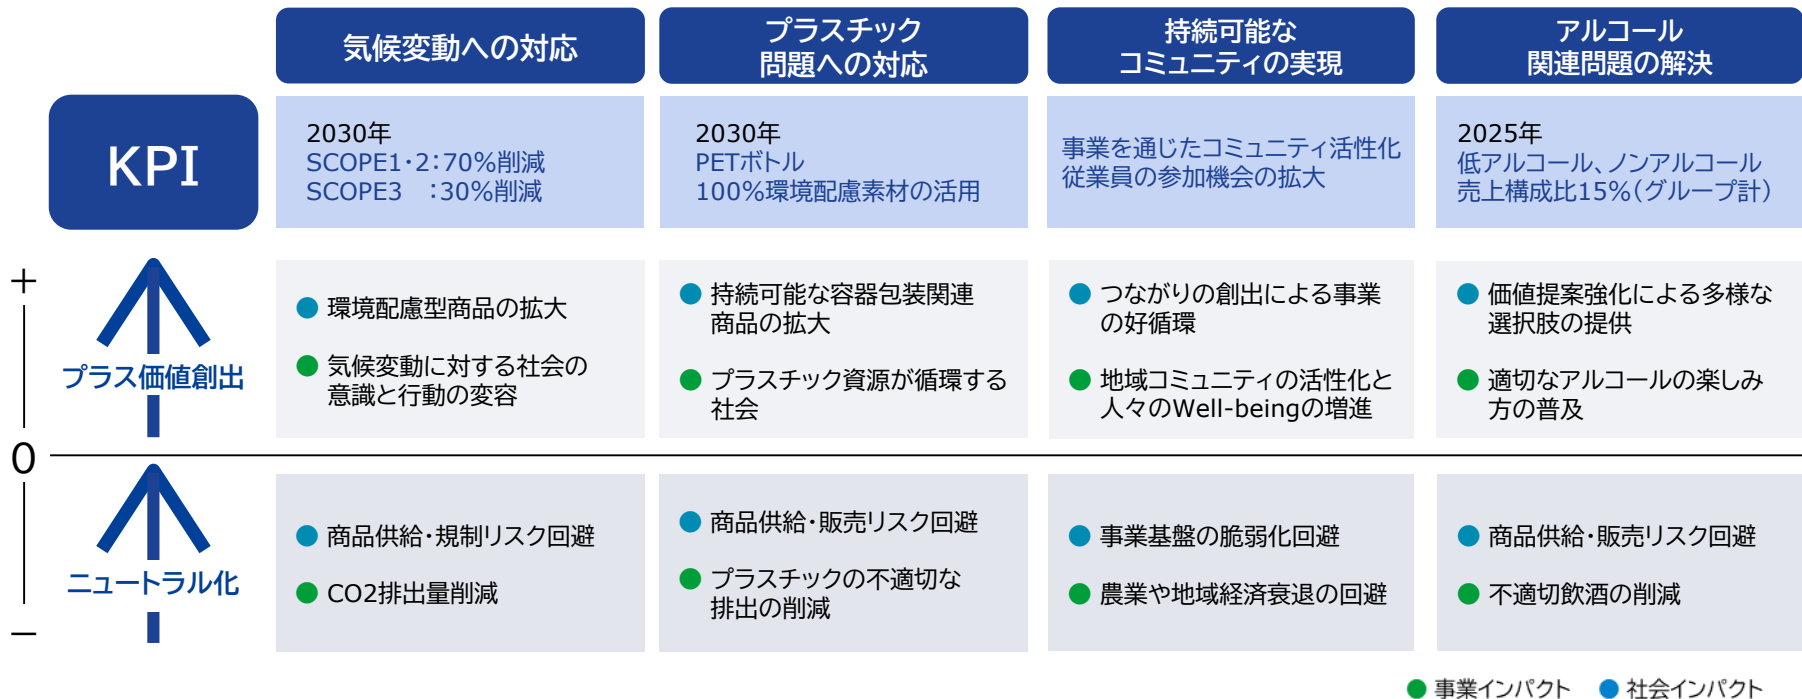 気候変動への対応
プラスチック
問題への対応
持続可能な
コミュニティの実現
アルコール
関連問題の解決
KPI
2030年
SCOPE1・2：70%削減
SCOPE3　：30%削減
2030年
PETボトル
100%環境配慮素材の活用
事業を通じたコミュニティ活性化
従業員の参加機会の拡大
2025年
低アルコール、ノンアルコール
売上構成比15%（グループ計）
＋
0
－
プラス価値創出
環境配慮型商品の拡大
気候変動に対する社会の
意識と行動の変容
持続可能な容器包装関連
商品の拡大
プラスチック資源が循環する
社会
つながりの創出による事業
の好循環
地域コミュニティの活性化と
人々のWell-beingの増進
価値提案強化による多様な
選択肢の提供
適切なアルコールの楽しみ
方の普及
ニュートラル化
商品供給・規制リスク回避
CO2排出量削減
商品供給・販売リスク回避
プラスチックの不適切な
排出の削減
事業基盤の脆弱化回避
農業や地域経済衰退の回避
商品供給・販売リスク回避
不適切飲酒の削減
事業インパクト
社会インパクト